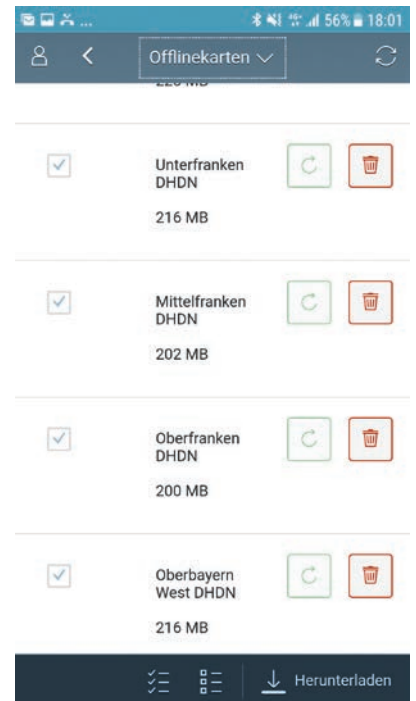 56% 18:01
Offlinekarten
Unterfranken
DHDN
216 MB
Mittelfranken
DHDN
202 MB
Oberfranken
DHDN
200 MB
Oberbayern
West DHDN
216 MB
Herunterladen